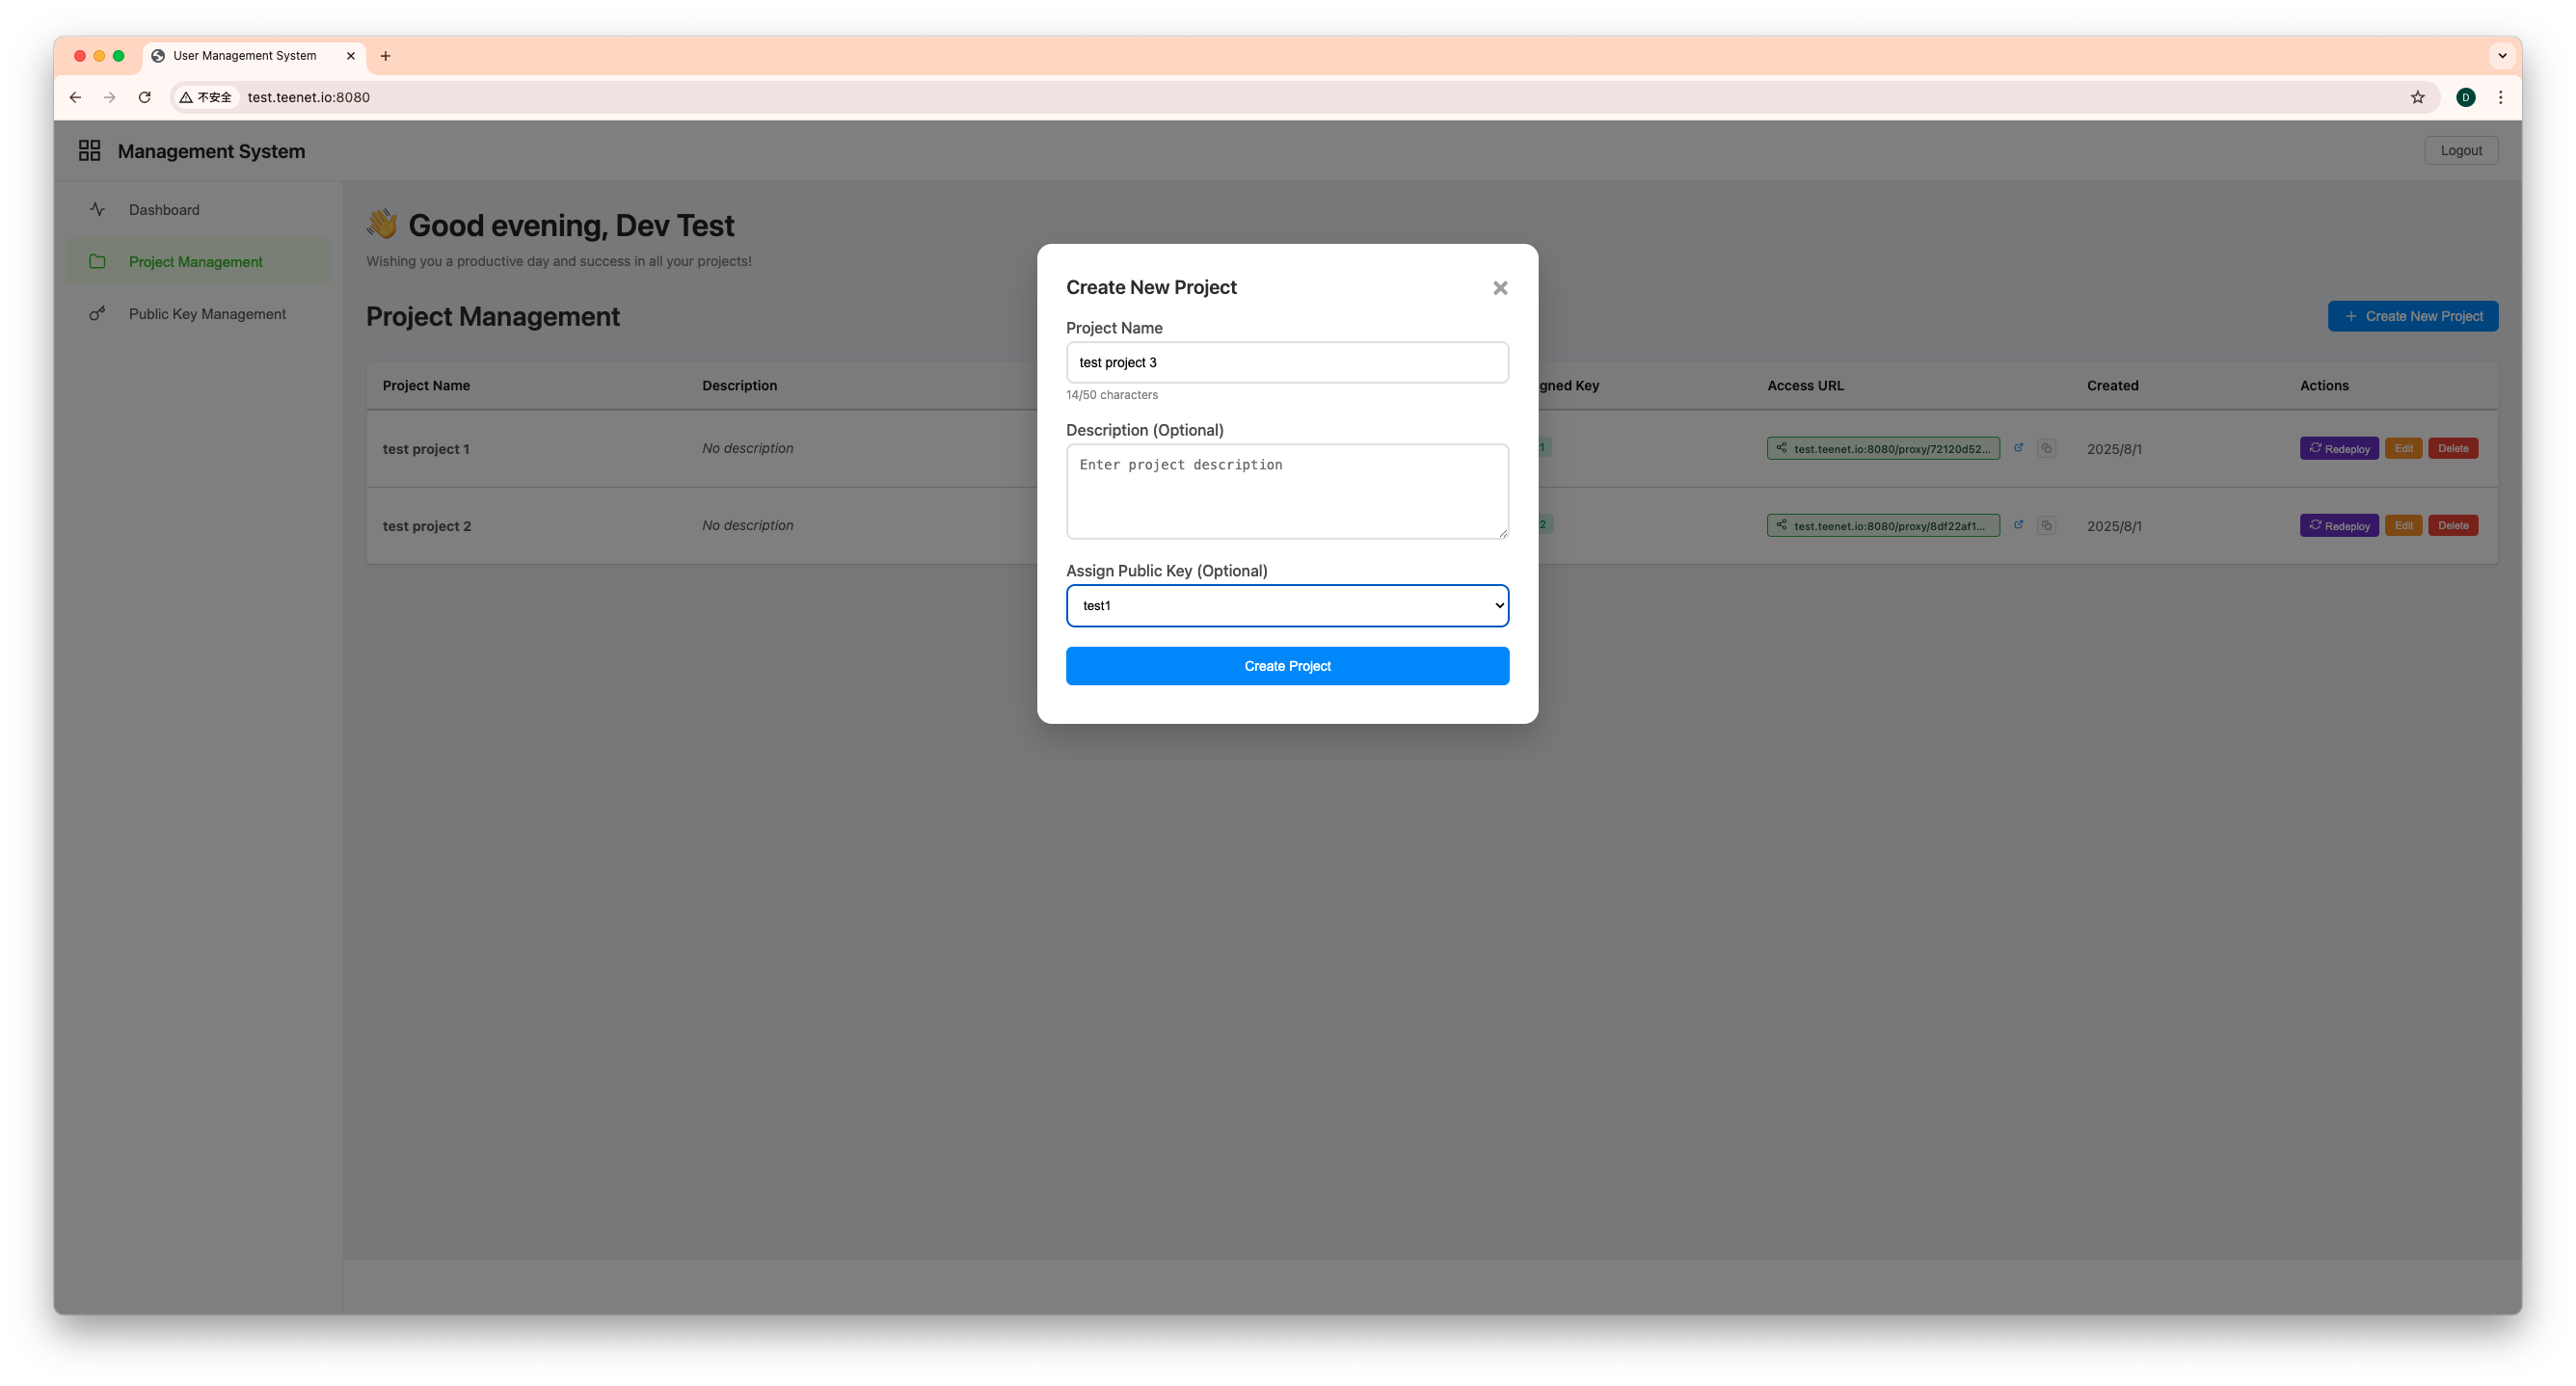 User Management System
不安全
test.teenet.io:8080
Management System
Logout
Dashboard
Project Management
Public Key Management
👋 Good evening, Dev Test
Wishing you a productive day and success in all your projects!
Project Management
+ Create New Project
Project Name Description gned Key Access URL Created Actions
test project 1 No description 1 test.teenet.io:8080/proxy/72120d52... 2025/8/1 Redeploy Edit Delete
test project 2 No description 2 test.teenet.io:8080/proxy/8df22af1... 2025/8/1 Redeploy Edit Delete
Create New Project
Project Name
test project 3
14/50 characters
Description (Optional)
Enter project description
Assign Public Key (Optional)
test1
Create Project
D